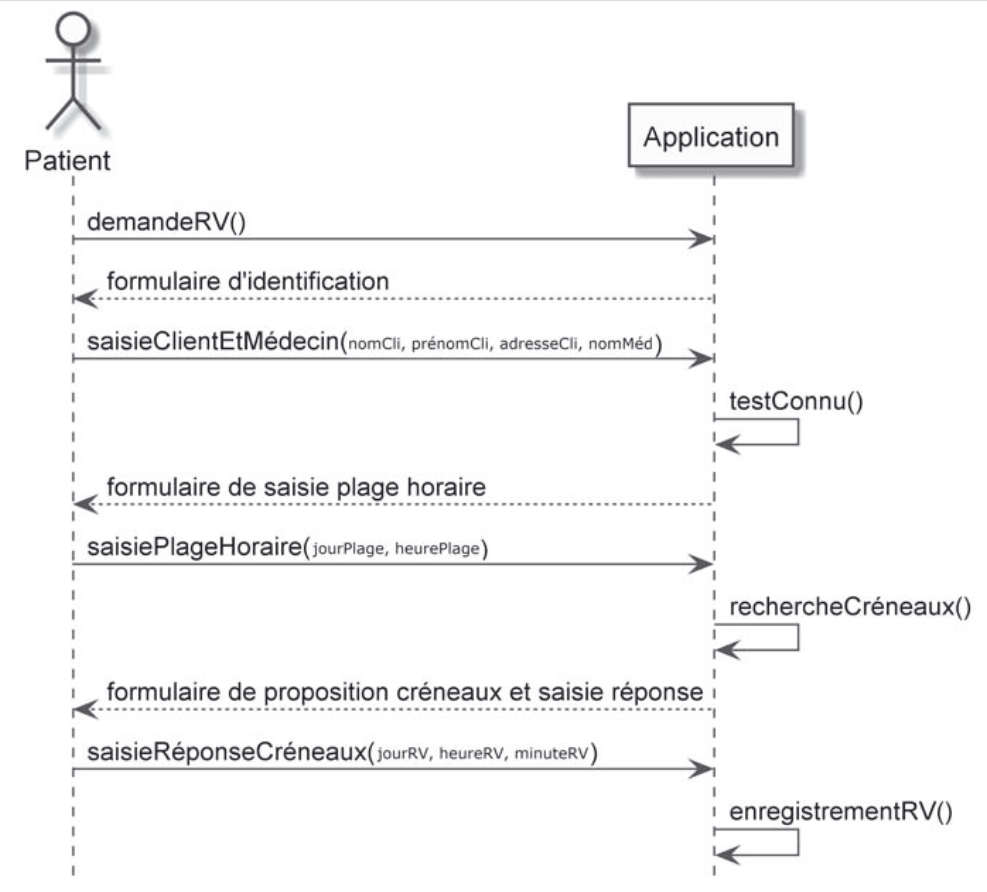 Patient
Application
demandeRV()
formulaire d'identification
saisieClientEtMédecin(nomCli, prénomCli, adresseCli, nomMéd)
testConnu()
formulaire de saisie plage horaire
saisiePlageHoraire(jourPlage, heurePlage)
rechercheCréneaux()
formulaire de proposition créneaux et saisie réponse
saisieRéponseCréneaux(jourRV, heureRV, minuteRV)
enregistrementRV()